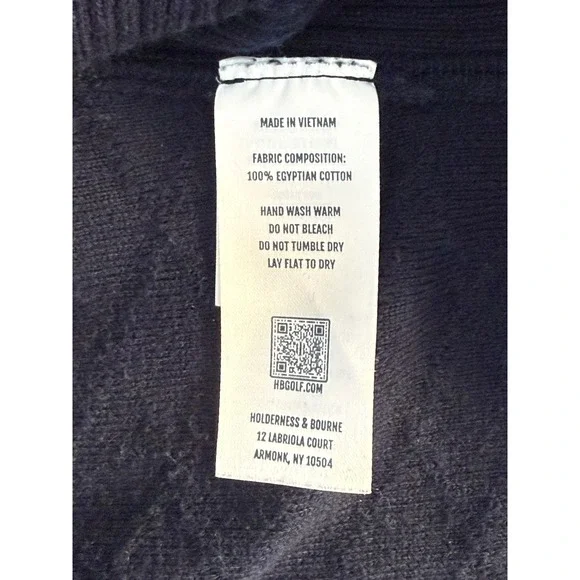 MADE IN VIETNAM
FABRIC COMPOSITION:
100% EGYPTIAN COTTON
HAND WASH WARM
DO NOT BLEACH
DO NOT TUMBLE DRY
LAY FLAT TO DRY
HBGOLF.COM
HOLDERNESS & BOURNE
12 LABRIOLA COURT
ARMONK, NY 10504